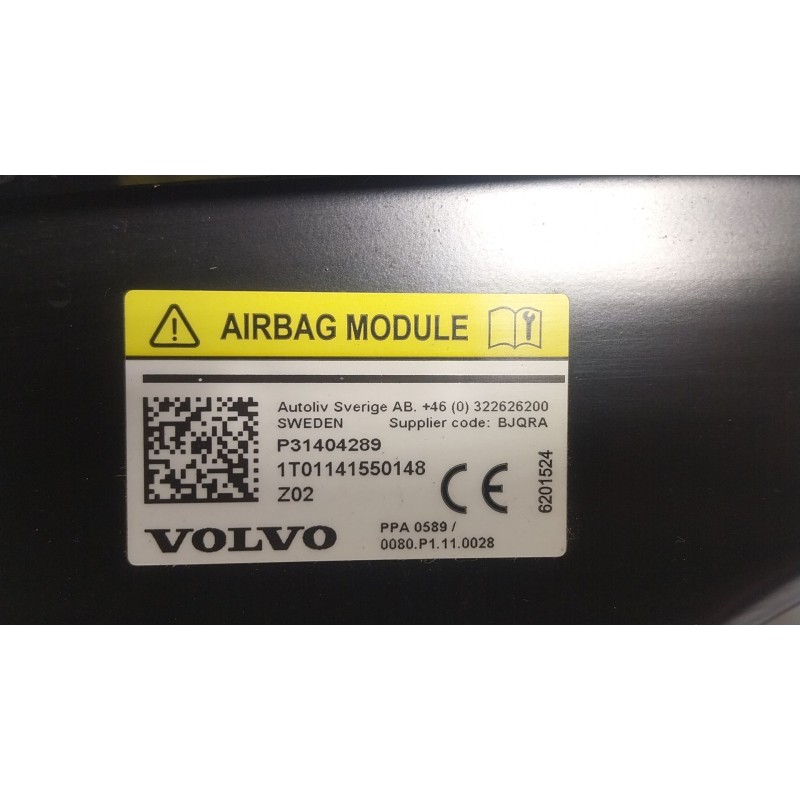 AIRBAG MODULE
Autoliv Sverige AB. +46 (0) 322626200
SWEDEN Supplier code: BJQRA
P31404289
1T01141550148
Z02
CE
6201524
VOLVO
PPA 0589 /
0080.P1.11.0028